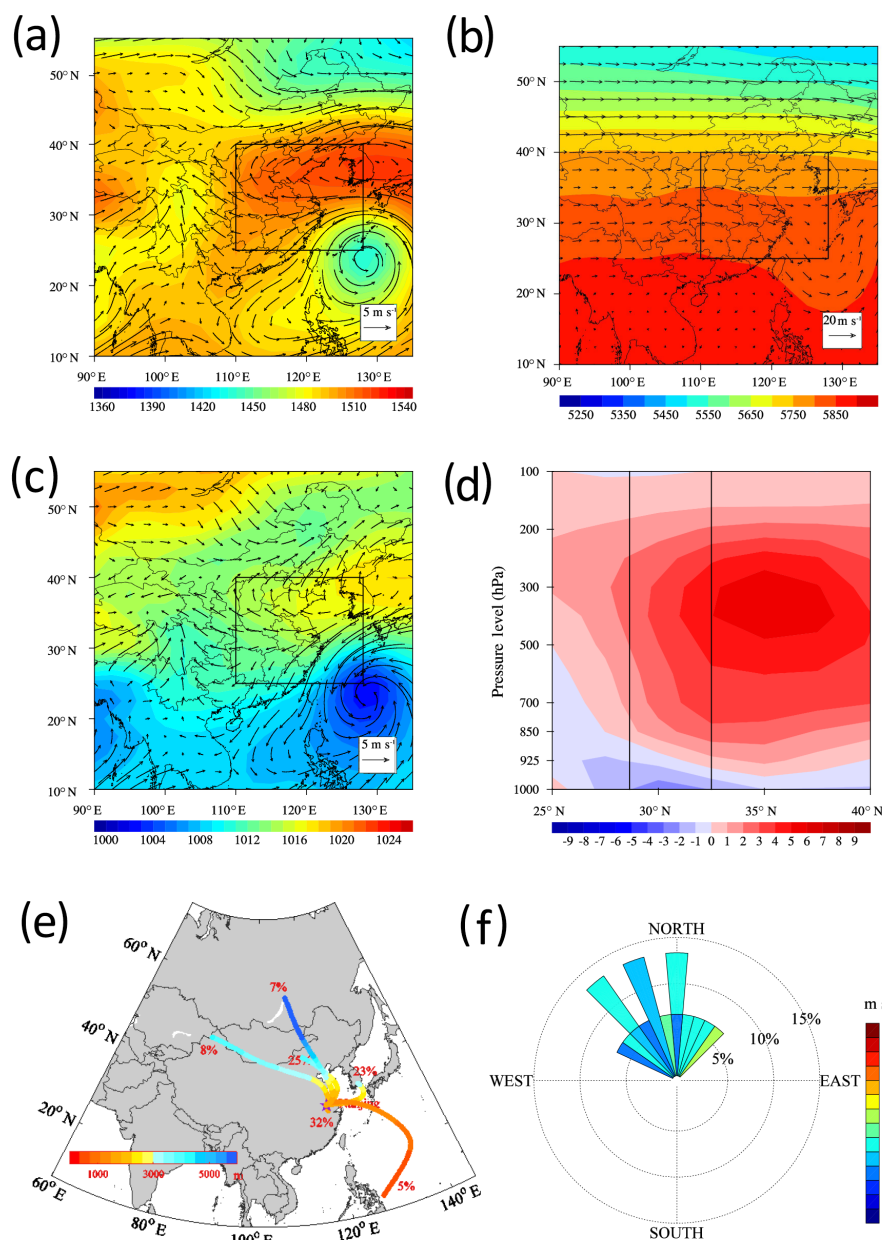 (a)
50° N
40° N
30° N
20° N
10° N
5 m s⁻¹
90° E 100° E 110° E 120° E 130° E
1360 1390 1420 1450 1480 1510 1540
(b)
50° N
40° N
30° N
20° N
10° N
20 m s⁻¹
90° E 100° E 110° E 120° E 130° E
5250 5350 5450 5550 5650 5750 5850
(c)
50° N
40° N
30° N
20° N
10° N
5 m s⁻¹
90° E 100° E 110° E 120° E 130° E
1000 1004 1008 1012 1016 1020 1024
(d)
Pressure level (hPa)
100
200
300
500
700
850
925
1000
25° N 30° N 35° N 40° N
-9 -8 -7 -6 -5 -4 -3 -2 -1 0 1 2 3 4 5 6 7 8 9
(e)
60° N
40° N
20° N
7%
8%
25%
23%
32%
5%
1000 3000 5000 m
60° E 80° E 100° E 120° E 140° E
(f)
NORTH
15%
10%
5%
WEST EAST
SOUTH
m